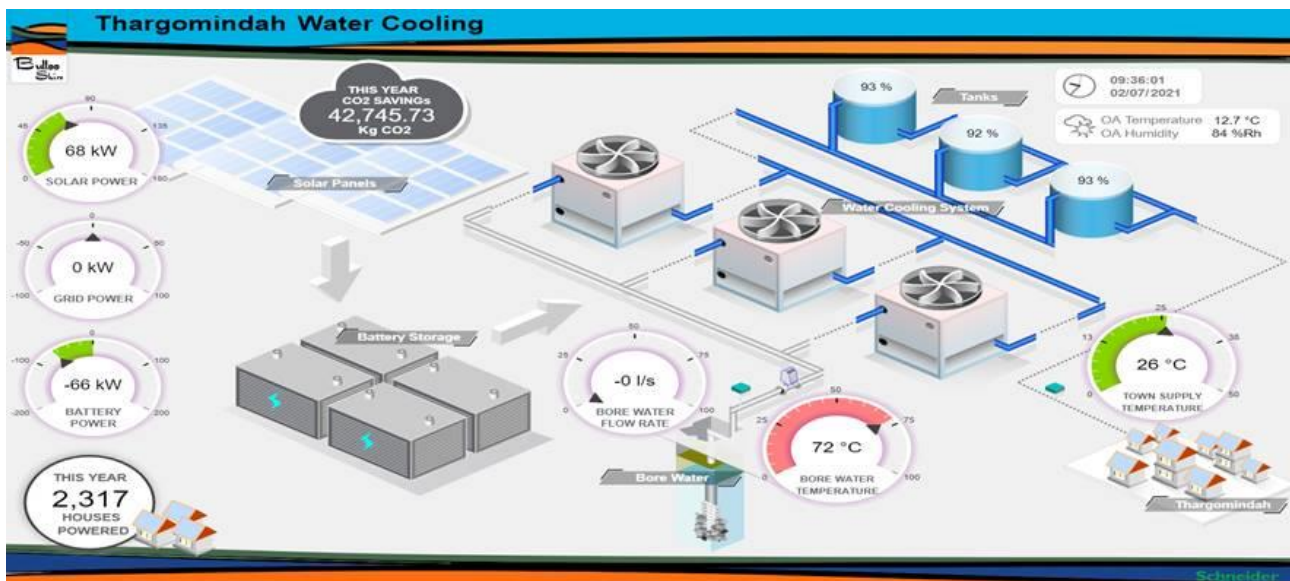 Thargomindah Water Cooling
Bulloo
Shire
THIS YEAR
CO2 SAVINGs
42,745.73
Kg CO2
Solar Panels
93 %
92 %
93 %
Tanks
09:36:01
02/07/2021
OA Temperature 12.7 °C
OA Humidity 84 %Rh
0
45
90
135
180
68 kW
SOLAR POWER
-100
-50
0
50
100
0 kW
GRID POWER
-200
-100
0
100
200
-66 kW
BATTERY
POWER
THIS YEAR
2,317
HOUSES
POWERED
Battery Storage
Water Cooling System
0
25
50
75
100
-0 l/s
BORE WATER
FLOW RATE
Bore Water
0
25
50
75
100
72 °C
BORE WATER
TEMPERATURE
0
13
25
38
50
26 °C
TOWN SUPPLY
TEMPERATURE
Thargomindah
Schneider